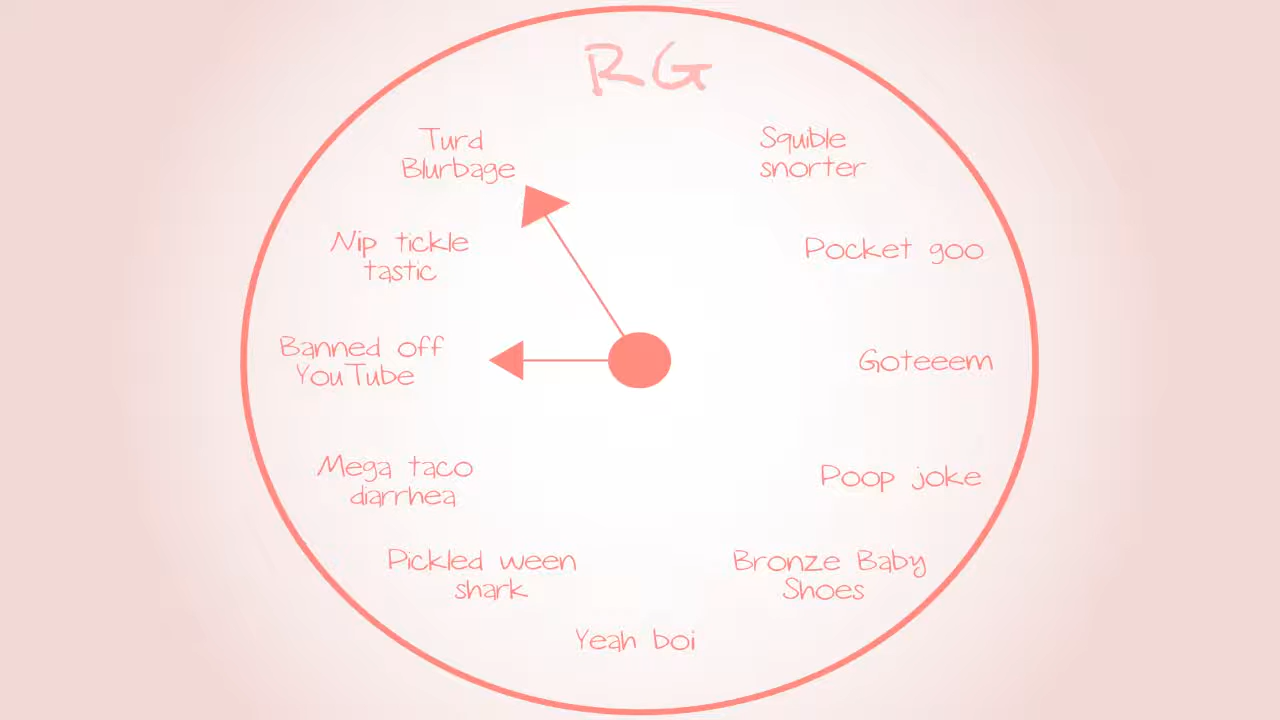 RG
Turd
Blurbage
Squible
snorter
Nip tickle
tastic
Pocket goo
Banned off
YouTube
Goteeem
Mega taco
diarrhea
Poop joke
Pickled ween
shark
Bronze Baby
Shoes
Yeah boi